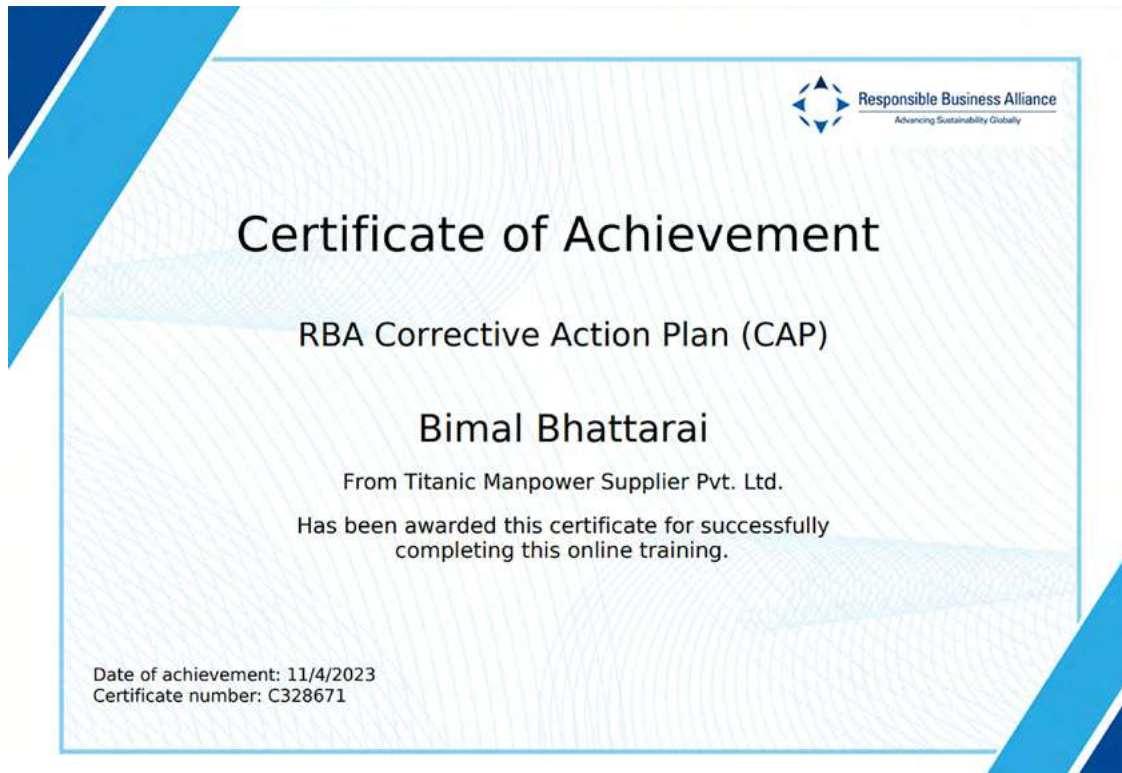 Responsible Business Alliance
Advancing Sustainability Globally
Certificate of Achievement
RBA Corrective Action Plan (CAP)
Bimal Bhattarai
From Titanic Manpower Supplier Pvt. Ltd.
Has been awarded this certificate for successfully
completing this online training.
Date of achievement: 11/4/2023
Certificate number: C328671